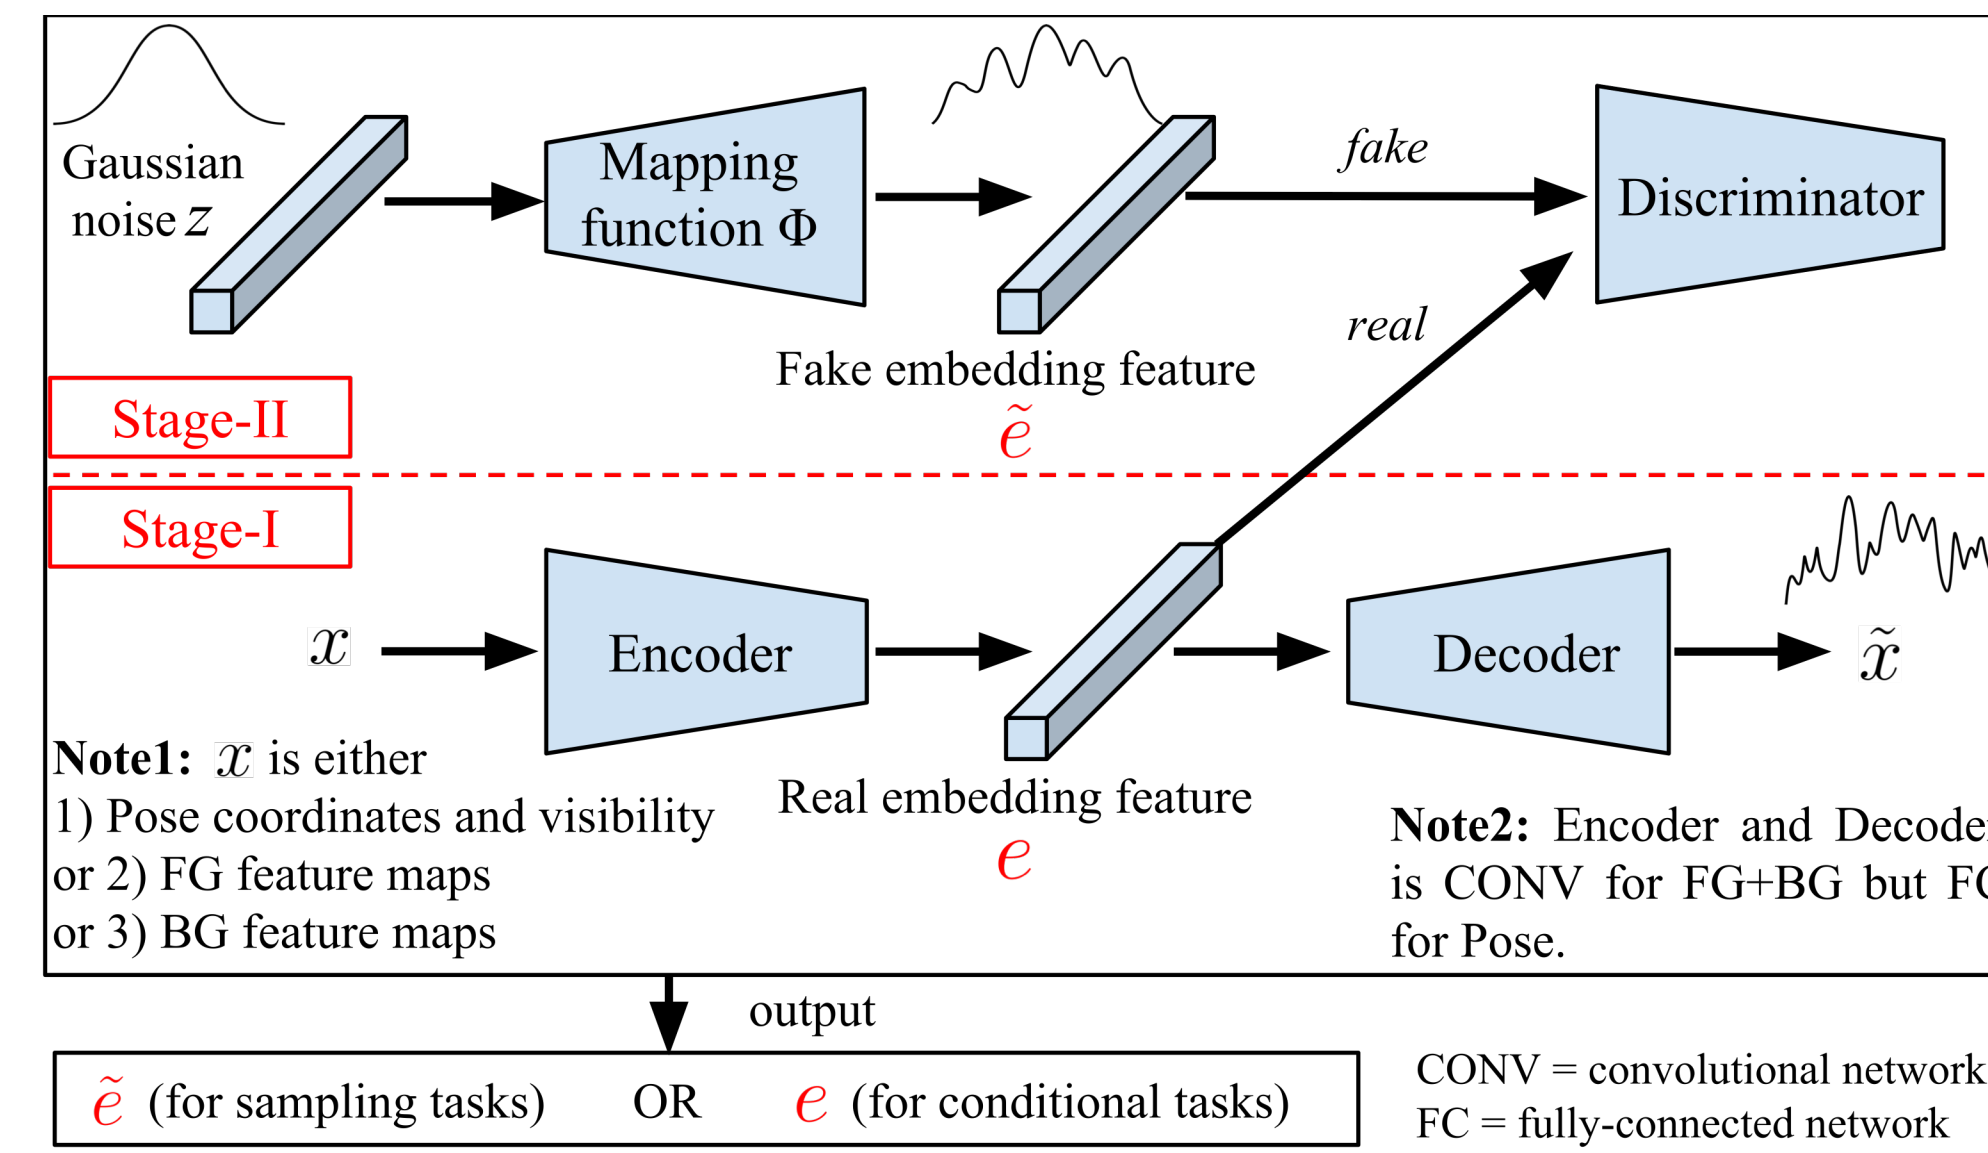 Gaussian
noise z
Mapping
function Φ
fake
Discriminator
real
Fake embedding feature
ẽ
Stage-II
Stage-I
x
Encoder
Decoder
x̃
Real embedding feature
e
Note1: x is either
1) Pose coordinates and visibility
or 2) FG feature maps
or 3) BG feature maps
Note2: Encoder and Decoder
is CONV for FG+BG but FC
for Pose.
output
ẽ (for sampling tasks) OR e (for conditional tasks)
CONV = convolutional network
FC = fully-connected network